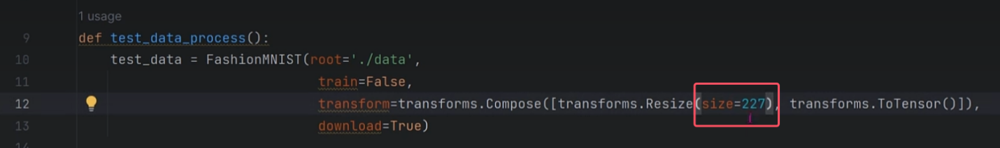 1 usage
9 def test_data_process():
10 test_data = FashionMNIST(root='./data',
11 train=False,
12 transform=transforms.Compose([transforms.Resize(size=227), transforms.ToTensor()]),
13 download=True)
14